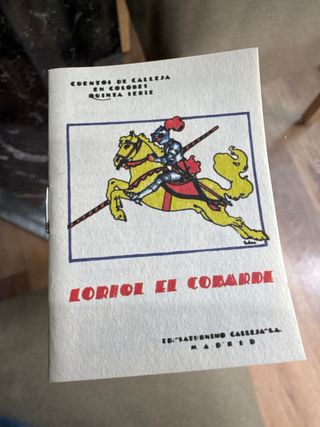 CUENTOS DE CALLEJA
EN COLORES
QUINTA SERIE
LORIOL EL COBARDE
ED. "SATURNINO CALLEJA" S.A.
MADRID